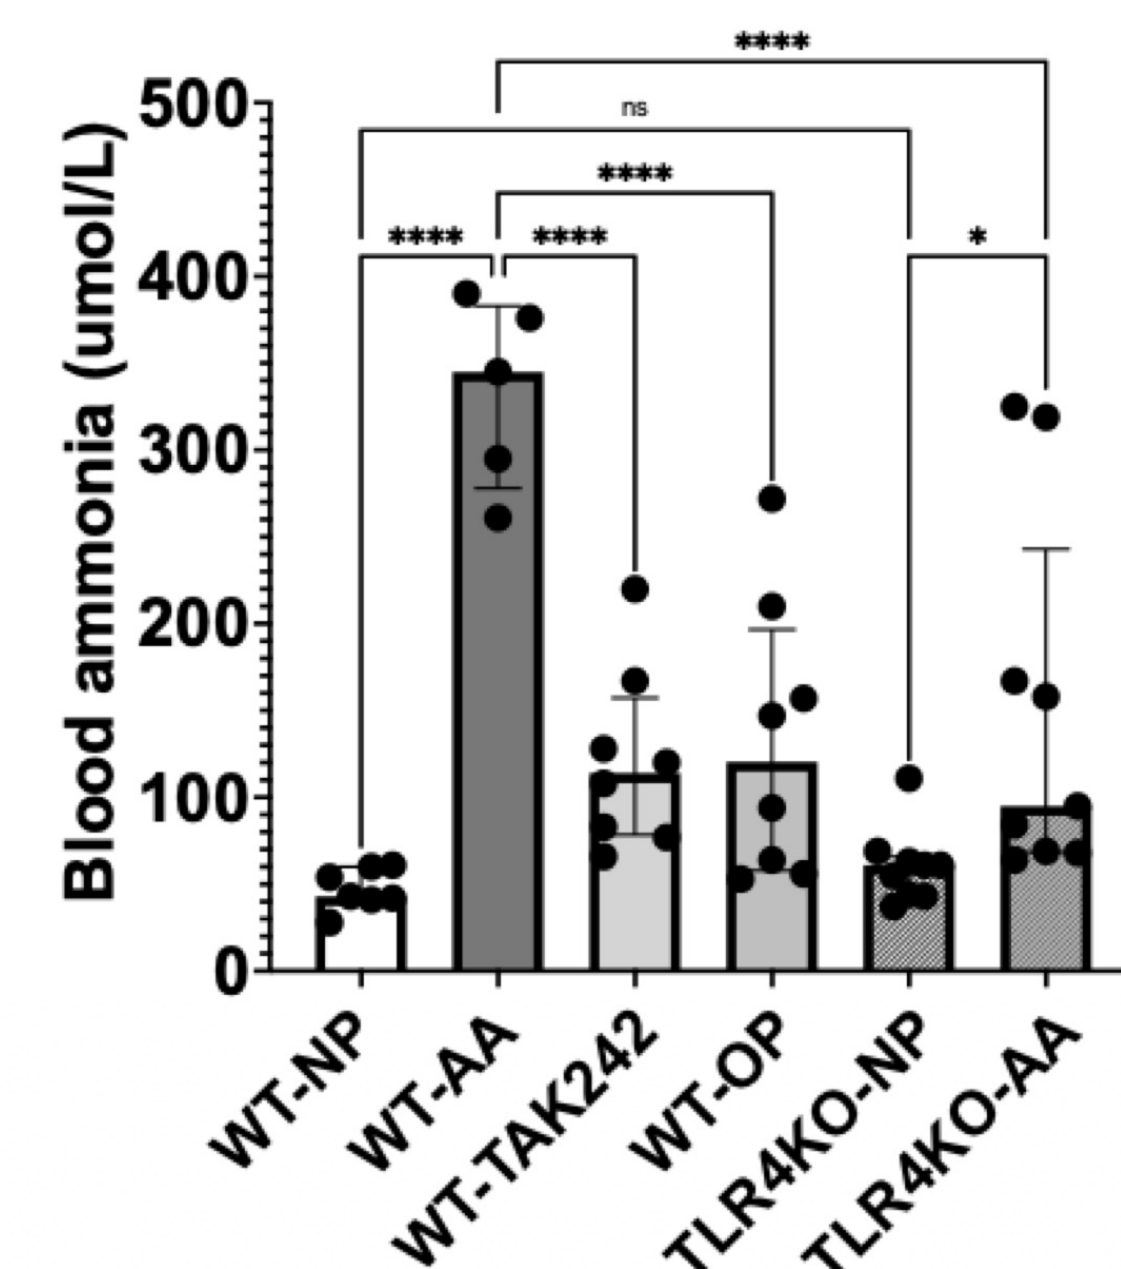 ****
ns
****
**** ****
*
Blood ammonia (umol/L)
500
400
300
200
100
0
WT-NP
WT-AA
WT-TAK242
WT-OP
TLR4KO-NP
TLR4KO-AA